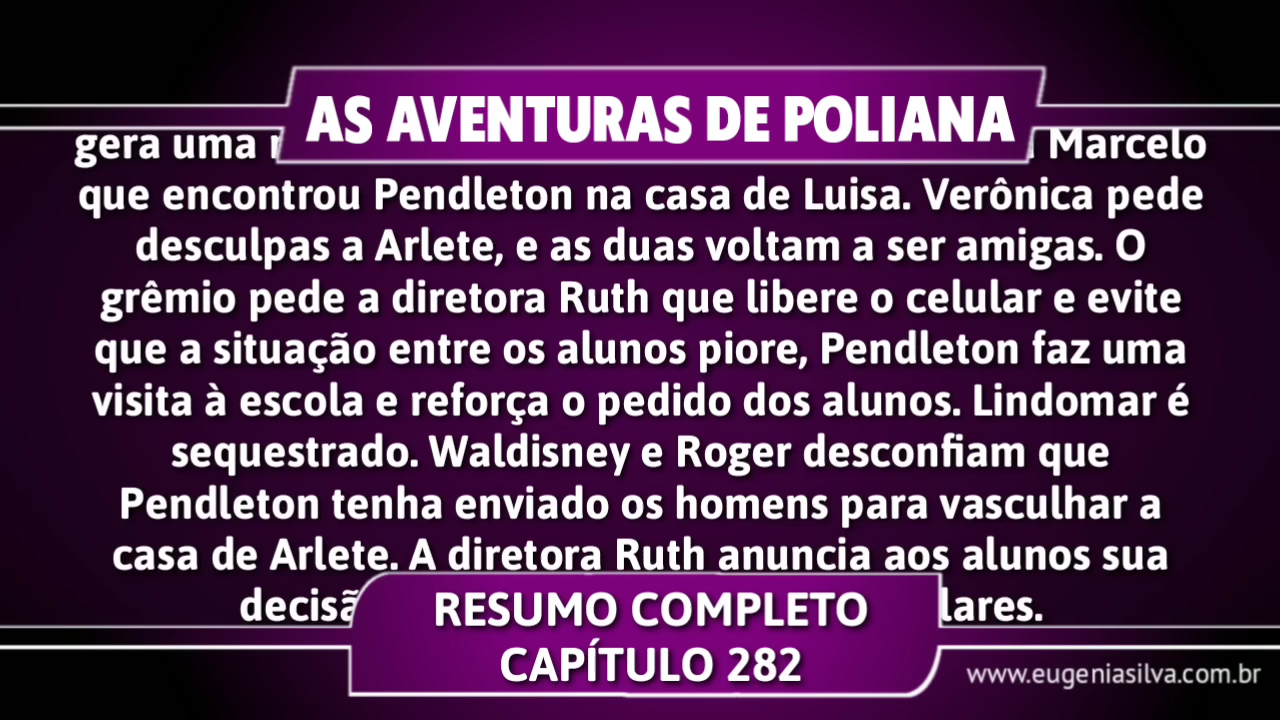 AS AVENTURAS DE POLIANA
gera uma Marcelo
que encontrou Pendleton na casa de Luisa. Verônica pede
desculpas a Arlete, e as duas voltam a ser amigas. O
grêmio pede a diretora Ruth que libere o celular e evite
que a situação entre os alunos piore, Pendleton faz uma
visita à escola e reforça o pedido dos alunos. Lindomar é
sequestrado. Waldisney e Roger desconfiam que
Pendleton tenha enviado os homens para vasculhar a
casa de Arlete. A diretora Ruth anuncia aos alunos sua
RESUMO COMPLETO
CAPÍTULO 282
www.eugeniasilva.com.br